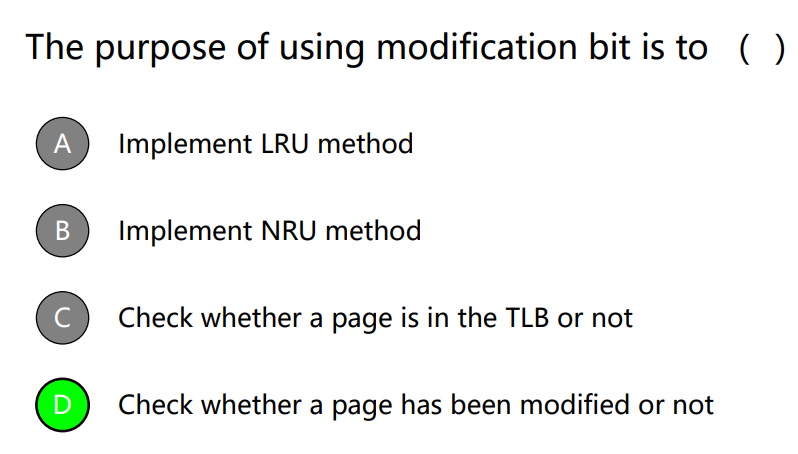 The purpose of using modification bit is to ( )
A Implement LRU method
B Implement NRU method
C Check whether a page is in the TLB or not
D Check whether a page has been modified or not